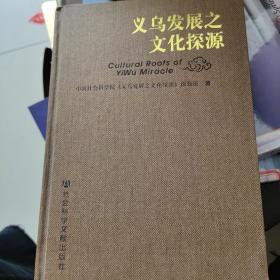 义乌发展之
文化探源
Cultural Roots of
YiWu Miracle
中国社会科学院《义乌发展之文化探源》课题组 著
社会科学文献出版社